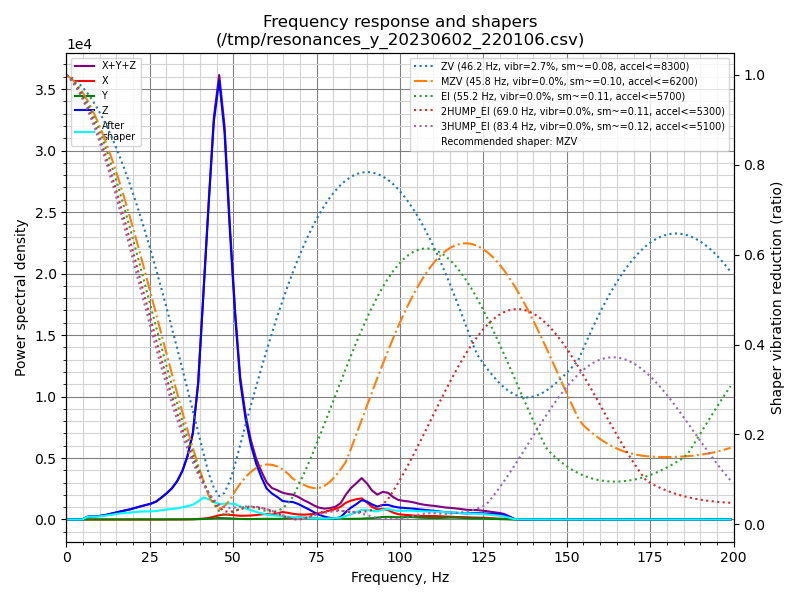 Frequency response and shapers
(/tmp/resonances_y_20230602_220106.csv)
1e4
X+Y+Z
X
Y
Z
After
shaper
ZV (46.2 Hz, vibr=2.7%, sm~=0.08, accel<=8300)
MZV (45.8 Hz, vibr=0.0%, sm~=0.10, accel<=6200)
EI (55.2 Hz, vibr=0.0%, sm~=0.11, accel<=5700)
2HUMP_EI (69.0 Hz, vibr=0.0%, sm~=0.11, accel<=5300)
3HUMP_EI (83.4 Hz, vibr=0.0%, sm~=0.12, accel<=5100)
Recommended shaper: MZV
Power spectral density
3.5
3.0
2.5
2.0
1.5
1.0
0.5
0.0
1.0
0.8
0.6
0.4
0.2
0.0
Shaper vibration reduction (ratio)
0 25 50 75 100 125 150 175 200
Frequency, Hz